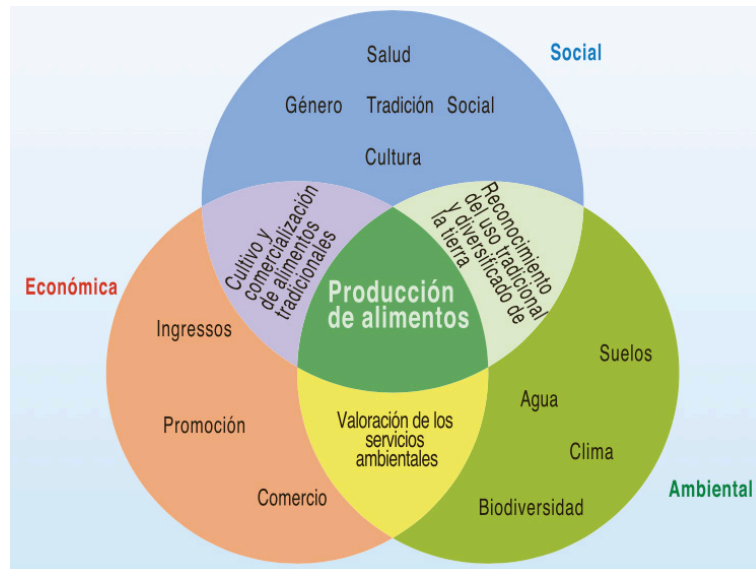 Salud
Social
Género Tradición Social
Cultura
Cultivo y
comercialización
de alimentos
tradicionales
Reconocimiento
del uso tradicional
y diversificado de
la tierra
Económica
Producción
de alimentos
Ingressos
Suelos
Agua
Promoción
Valoración de los
servicios
ambientales
Clima
Comercio
Biodiversidad
Ambiental